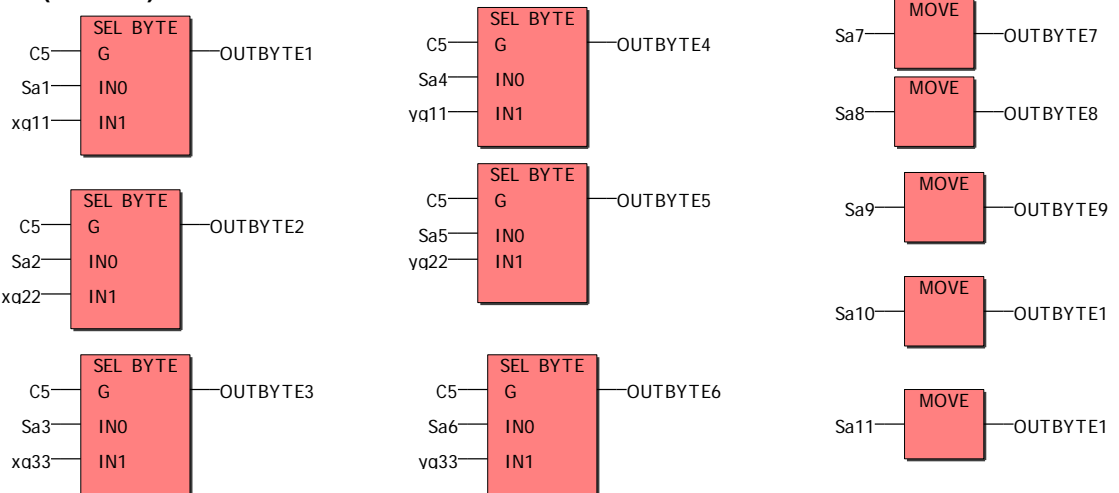 SEL BYTE
C5 G OUTBYTE1
Sa1 IN0
xq11 IN1
SEL BYTE
C5 G OUTBYTE2
Sa2 IN0
xq22 IN1
SEL BYTE
C5 G OUTBYTE3
Sa3 IN0
xq33 IN1
SEL BYTE
C5 G OUTBYTE4
Sa4 IN0
yq11 IN1
SEL BYTE
C5 G OUTBYTE5
Sa5 IN0
yq22 IN1
SEL BYTE
C5 G OUTBYTE6
Sa6 IN0
yq33 IN1
MOVE
Sa7 OUTBYTE7
MOVE
Sa8 OUTBYTE8
MOVE
Sa9 OUTBYTE9
MOVE
Sa10 OUTBYTE1
MOVE
Sa11 OUTBYTE1